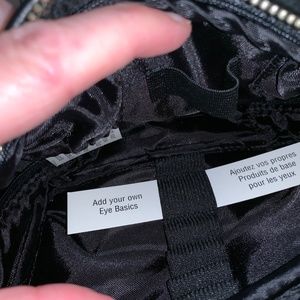 Add your own
Eye Basics
Ajoutez vos propres
Produits de base
pour les yeux